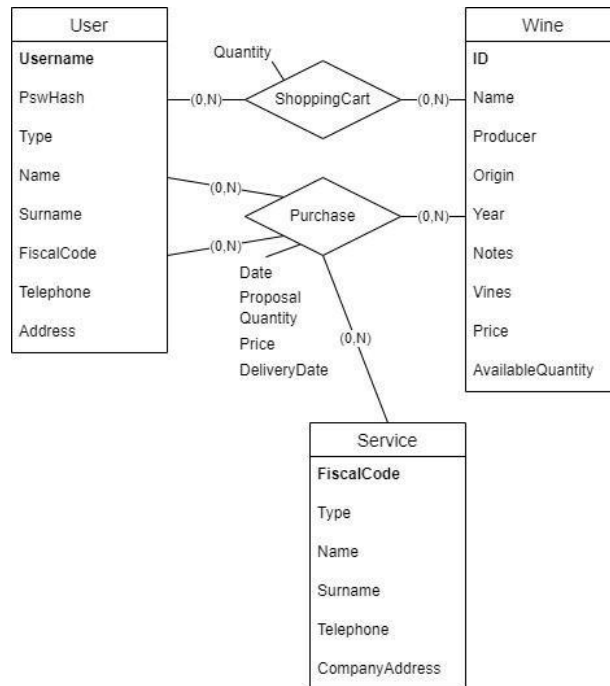 User
Username
PswHash
Type
Name
Surname
FiscalCode
Telephone
Address
Quantity
(0,N)
ShoppingCart
(0,N)
(0,N)
Purchase
(0,N)
(0,N)
Date
Proposal
Quantity
Price
DeliveryDate
(0,N)
Wine
ID
Name
Producer
Origin
Year
Notes
Vines
Price
AvailableQuantity
Service
FiscalCode
Type
Name
Surname
Telephone
CompanyAddress